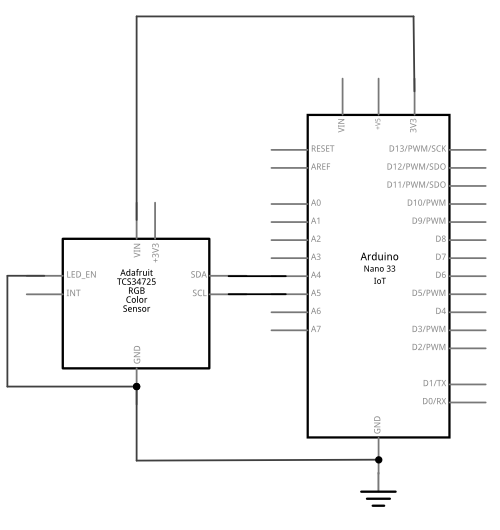 VIN
+V5
3V3
RESET
D13/PWM/SCK
AREF
D12/PWM/SDO
D11/PWM/SDO
A0
D10/PWM
A1
D9/PWM
A2
D8
A3
D7
A4
D6
A5
D5/PWM
A6
D4
A7
D3/PWM
D2/PWM
D1/TX
D0/RX
GND
Arduino
Nano 33
IoT
VIN
+3V3
LED_EN
INT
SDA
SCL
GND
Adafruit
TCS34725
RGB
Color
Sensor